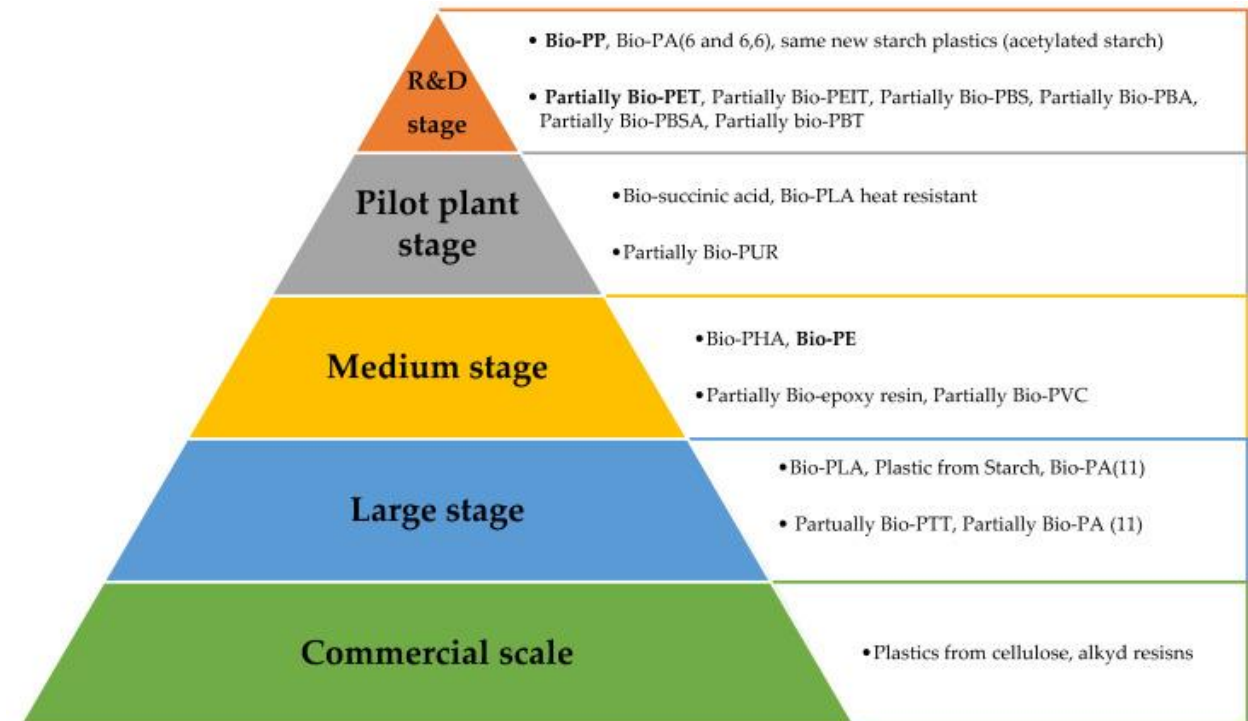 R&D
stage
• Bio-PP, Bio-PA(6 and 6,6), same new starch plastics (acetylated starch)
• Partially Bio-PET, Partially Bio-PEIT, Partially Bio-PBS, Partially Bio-PBA,
Partially Bio-PBSA, Partially bio-PBT
Pilot plant
stage
•Bio-succinic acid, Bio-PLA heat resistant
•Partially Bio-PUR
Medium stage
•Bio-PHA, Bio-PE
•Partially Bio-epoxy resin, Partially Bio-PVC
Large stage
•Bio-PLA, Plastic from Starch, Bio-PA(11)
• Partually Bio-PTT, Partially Bio-PA (11)
Commercial scale
•Plastics from cellulose, alkyd resisns